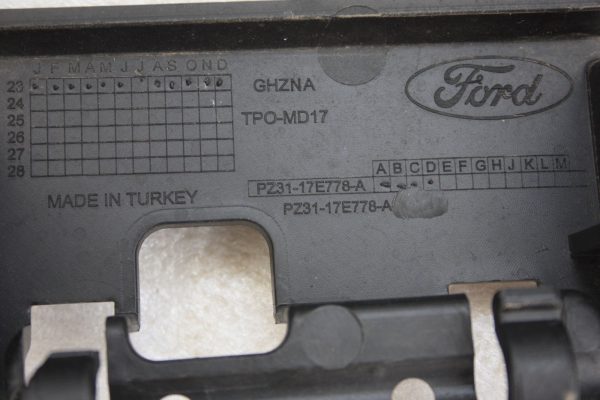 J F M A M J J A S O N D
23
24
25
26
27
28
GHZNA
TPO-MD17
Ford
MADE IN TURKEY
A B C D E F G H J K L M
PZ31-17E778-A
PZ31-17E778-A